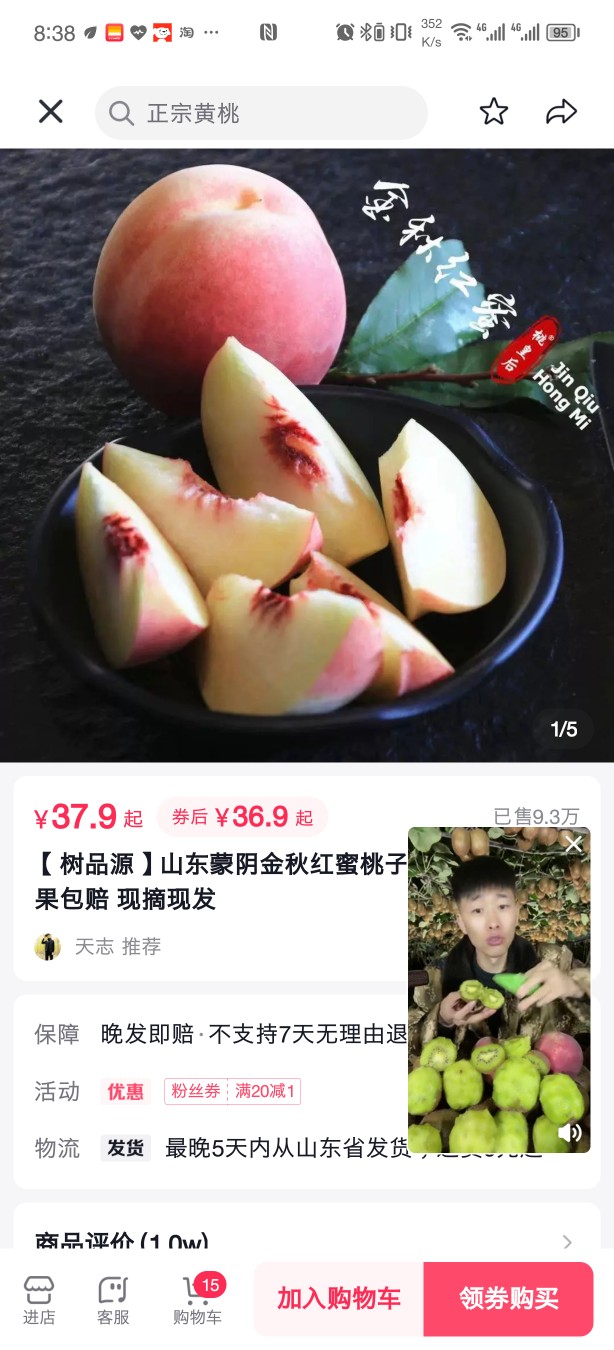 8:38
淘 ···
352 K/s
4G
4G
95
正宗黄桃
金秋红蜜
桃皇后
Jin Qiu
Hong Mi
1/5
¥37.9 起
券后 ¥36.9 起
已售9.3万
【 树品源 】山东蒙阴金秋红蜜桃子
果包赔 现摘现发
天志 推荐
保障
晚发即赔·不支持7天无理由退
活动
优惠
粉丝券 满20减1
物流
发货
最晚5天内从山东省发货
商品评价 (1.0w)
进店
客服
15
购物车
加入购物车
领券购买